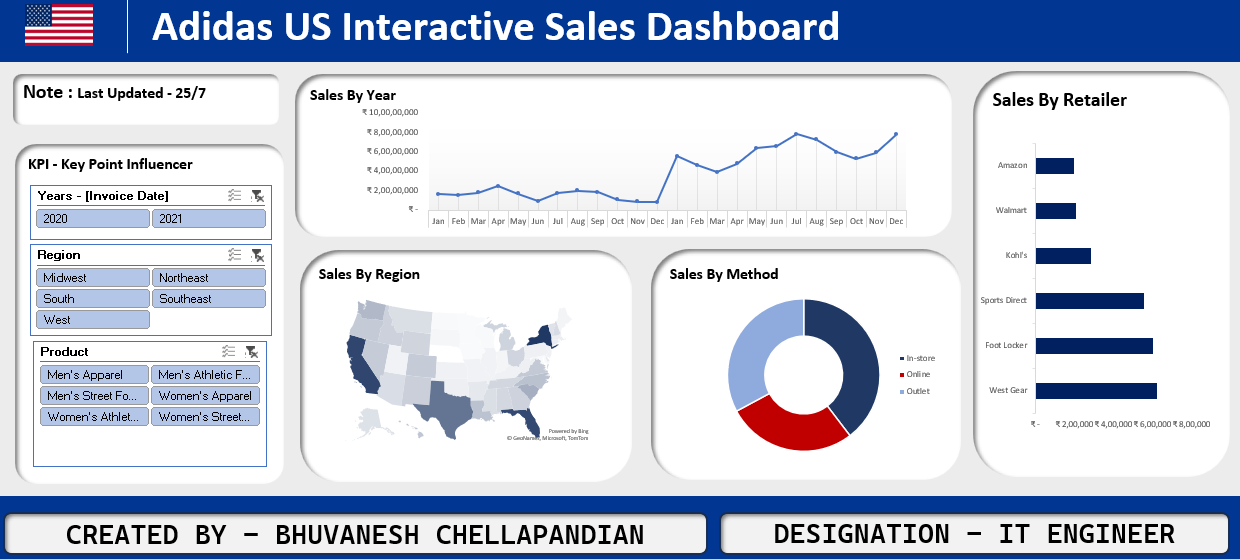 Adidas US Interactive Sales Dashboard
Note : Last Updated - 25/7
KPI - Key Point Influencer
Years - [Invoice Date]
2020 2021
Region
Midwest Northeast
South Southeast
West
Product
Men's Apparel Men's Athletic F...
Men's Street Fo... Women's Apparel
Women's Athlet... Women's Street...
Sales By Year
₹ 10,00,00,000
₹ 8,00,00,000
₹ 6,00,00,000
₹ 4,00,00,000
₹ 2,00,00,000
₹ -
Jan Feb Mar Apr May Jun Jul Aug Sep Oct Nov Dec Jan Feb Mar Apr May Jun Jul Aug Sep Oct Nov Dec
Sales By Region
Powered by Bing
© GeoNames, Microsoft, TomTom
Sales By Method
In-store
Online
Outlet
Sales By Retailer
Amazon
Walmart
Kohl's
Sports Direct
Foot Locker
West Gear
₹ - ₹ 2,00,000 ₹ 4,00,000 ₹ 6,00,000 ₹ 8,00,000
CREATED BY – BHUVANESH CHELLAPANDIAN
DESIGNATION – IT ENGINEER